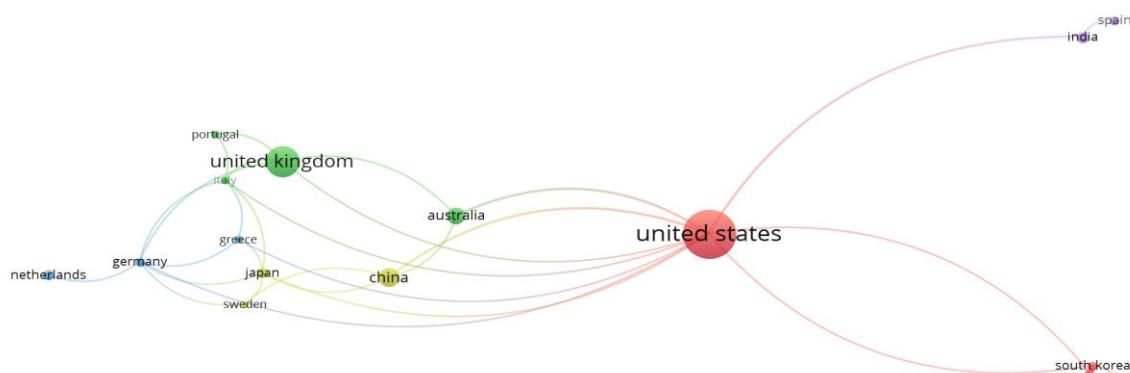 spain
india
portugal
united kingdom
italy
australia
united states
greece
germany
netherlands
japan
china
sweden
south korea